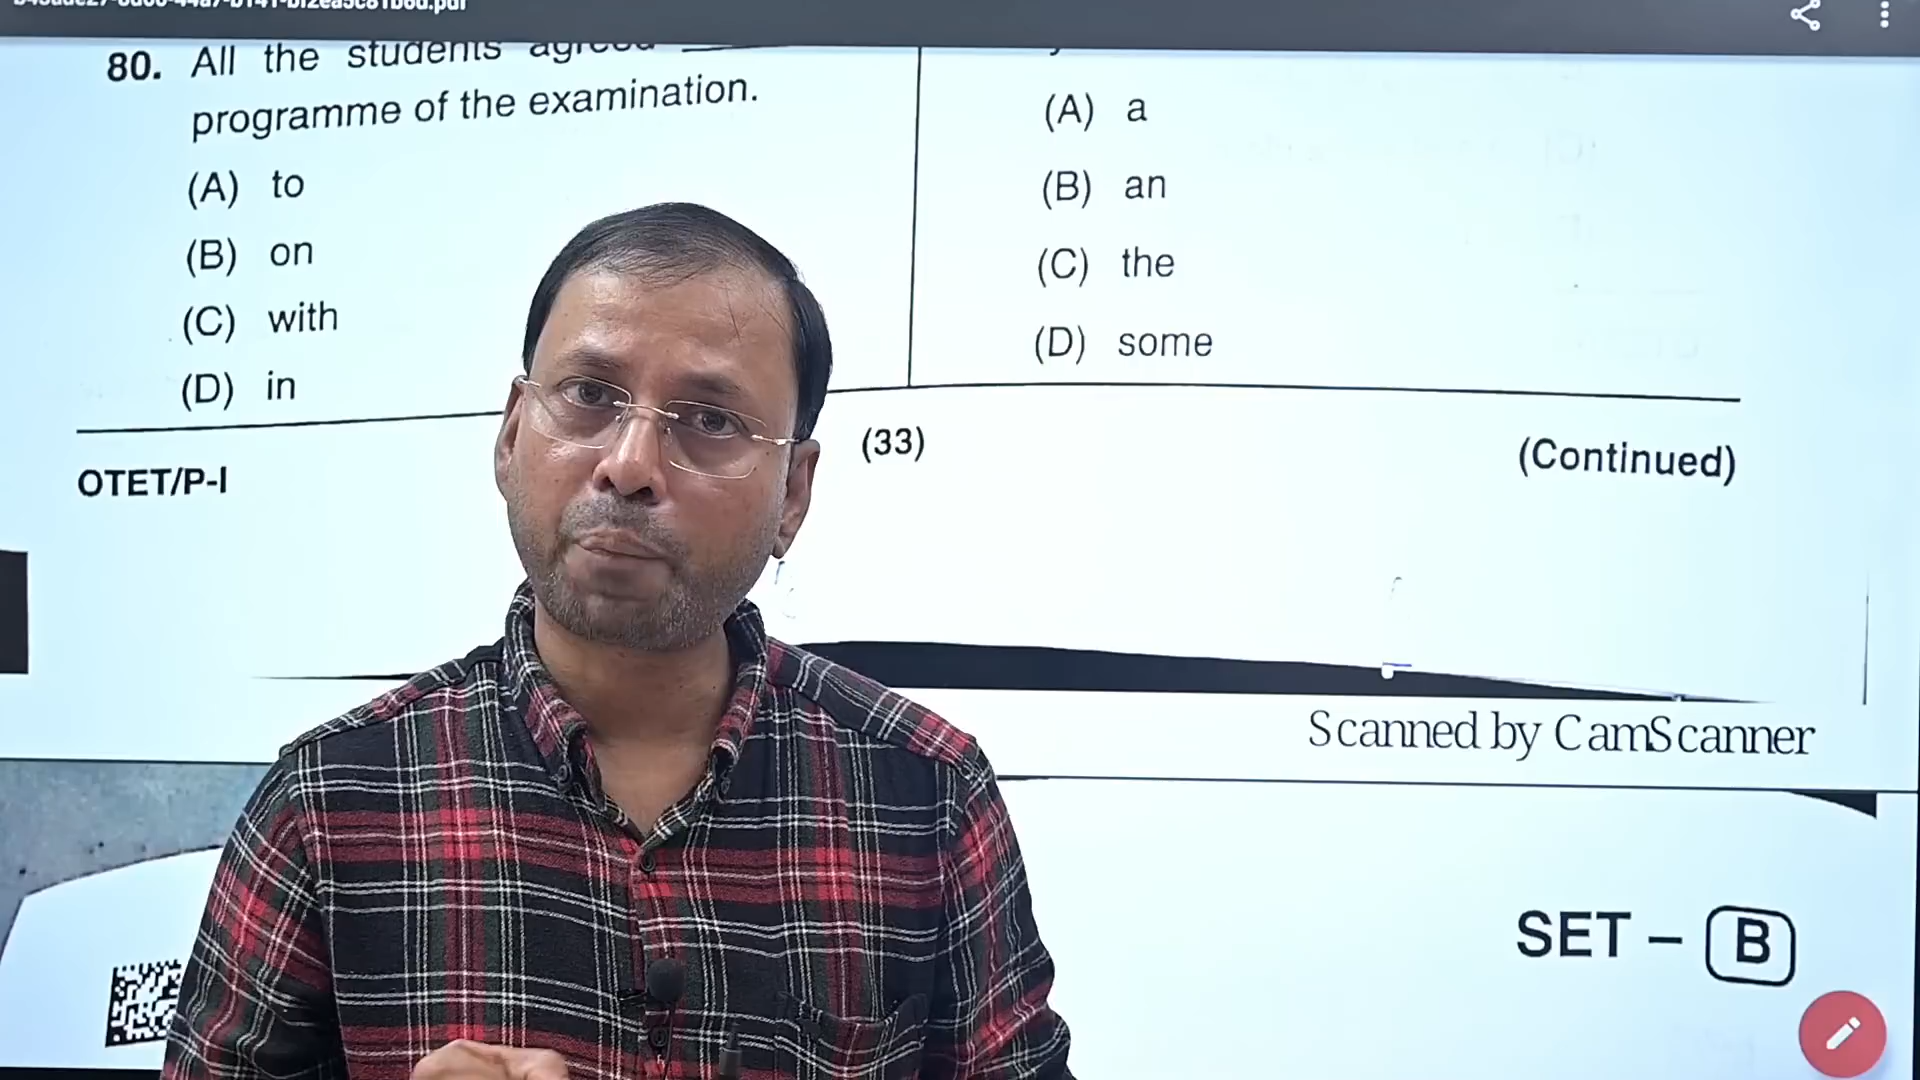 80. All the students agreed
programme of the examination.
(A) to
(B) on
(C) with
(D) in
(A) a
(B) an
(C) the
(D) some
OTET/P-I
(33)
(Continued)
Scanned by CamScanner
SET – B